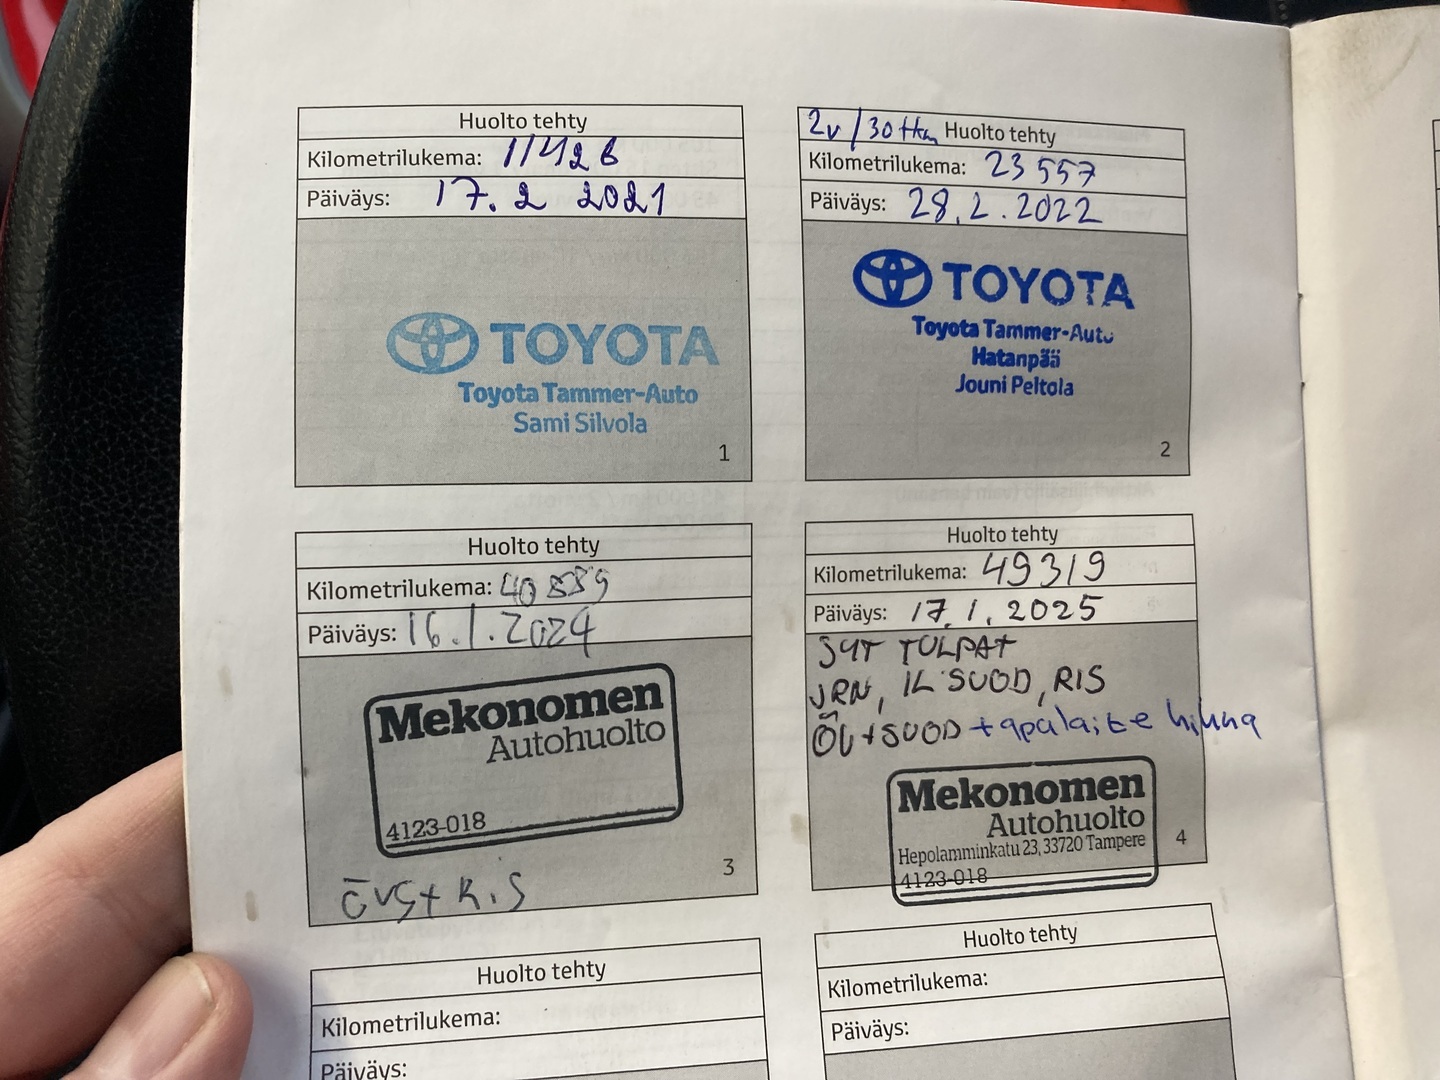 Huolto tehty
Kilometrilukema: 11426
Päiväys: 17.2 2021
TOYOTA
Toyota Tammer-Auto
Sami Silvola
1
2v/30tkm Huolto tehty
Kilometrilukema: 23557
Päiväys: 28.2.2022
TOYOTA
Toyota Tammer-Auto
Hatanpää
Jouni Peltola
2
Huolto tehty
Kilometrilukema:
Päiväys: 16.1.2024
Mekonomen
Autohuolto
4123-018
3
Huolto tehty
Kilometrilukema: 49319
Päiväys: 17.1.2025
SYT TULPAT
JRN, IL SUOD, RIS
ÖV+SUOD + apulaite hihna
Mekonomen
Autohuolto
Hepolamminkatu 23, 33720 Tampere
4123-018
4
Huolto tehty
Kilometrilukema:
Päiväys:
Huolto tehty
Kilometrilukema:
Päiväys: